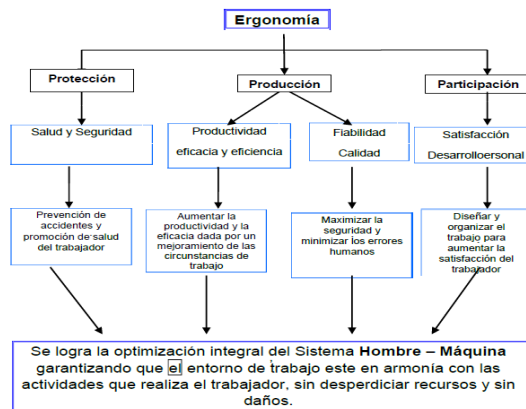 Ergonomía
Protección
Producción
Participación
Salud y Seguridad
Productividad
eficacia y eficiencia
Fiabilidad
Calidad
Satisfacción
Desarrolloersonal
Prevención de
accidentes y
promoción de salud
del trabajador
Aumentar la
productividad y la
eficacia dada por un
mejoramiento de las
circunstancias de
trabajo
Maximizar la
seguridad y
minimizar los errores
humanos
Diseñar y
organizar el
trabajo para
aumentar la
satisfacción del
trabajador
Se logra la optimización integral del Sistema Hombre – Máquina
garantizando que el entorno de trabajo este en armonía con las
actividades que realiza el trabajador, sin desperdiciar recursos y sin
daños.